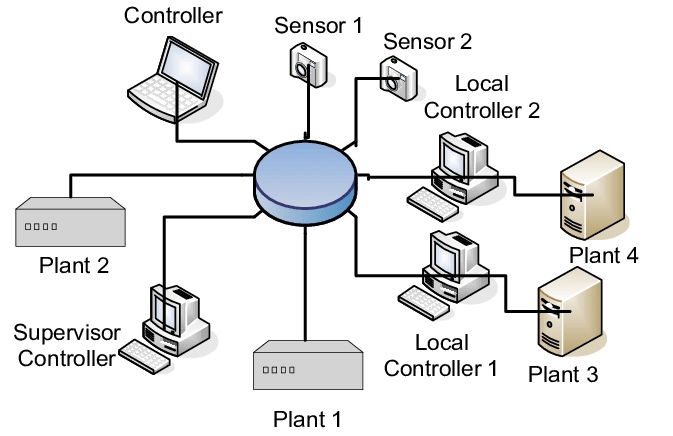 Controller
Sensor 1
Sensor 2
Local
Controller 2
Plant 4
Plant 2
Supervisor
Controller
Local
Controller 1
Plant 3
Plant 1